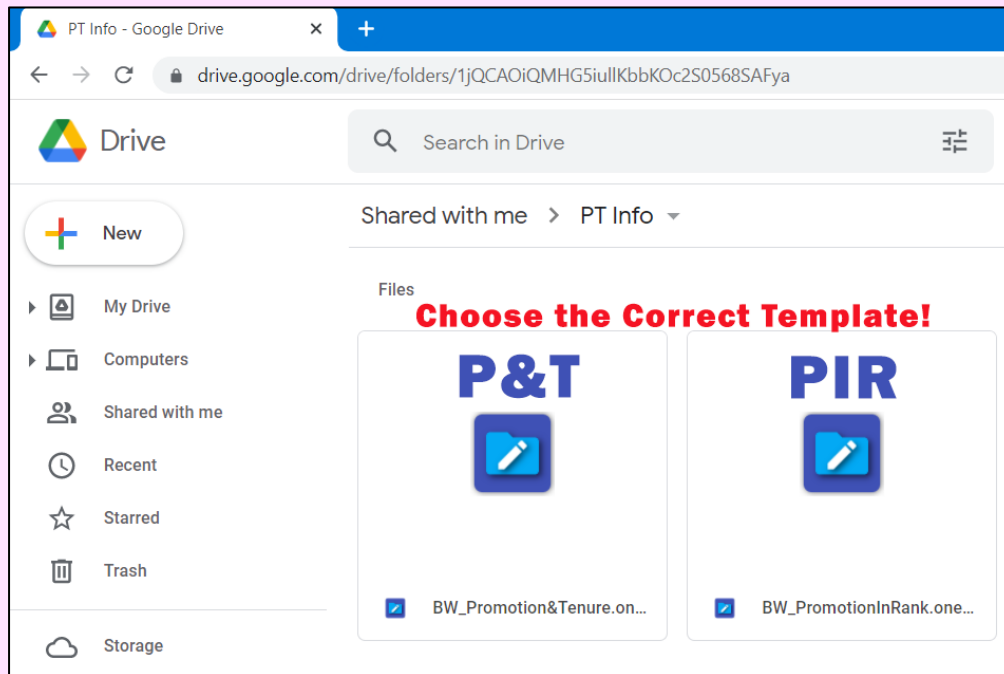 PT Info - Google Drive
drive.google.com/drive/folders/1jQCAOiQMHG5iullKbbKOc2S0568SAFya
Drive
Search in Drive
New
Shared with me > PT Info
My Drive
Computers
Shared with me
Recent
Starred
Trash
Storage
Files
Choose the Correct Template!
P&T
PIR
BW_Promotion&Tenure.on...
BW_PromotionInRank.one...